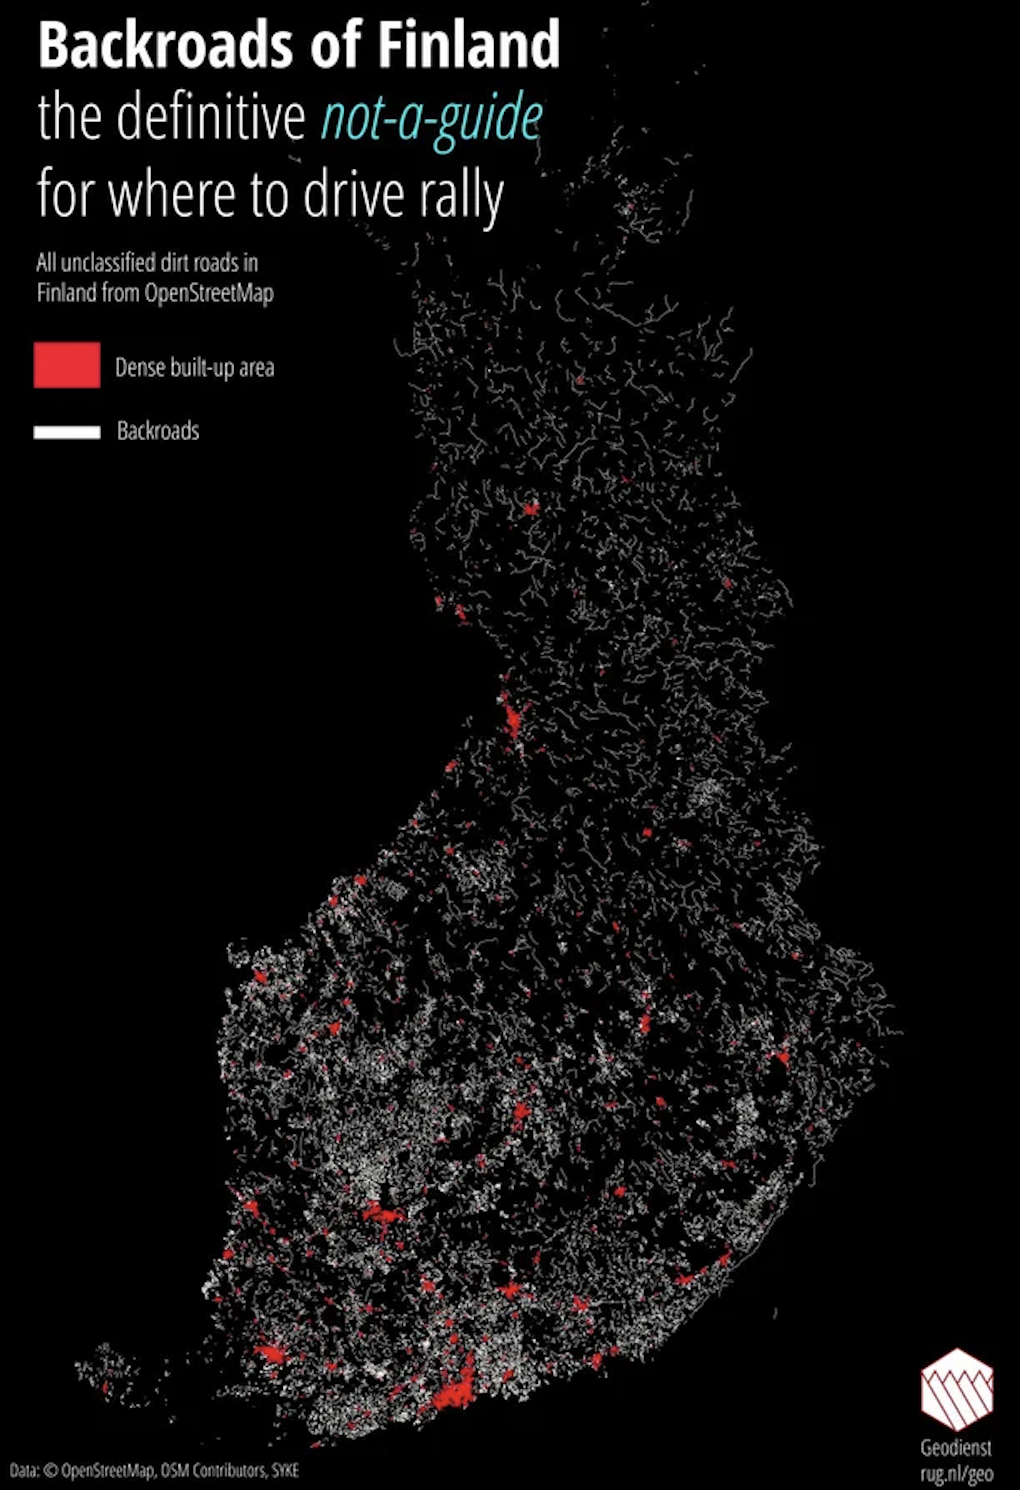 Backroads of Finland
the definitive not-a-guide
for where to drive rally
All unclassified dirt roads in
Finland from OpenStreetMap
Dense built-up area
Backroads
Geodienst
rug.nl/geo
Data: © OpenStreetMap, OSM Contributors, SYKE